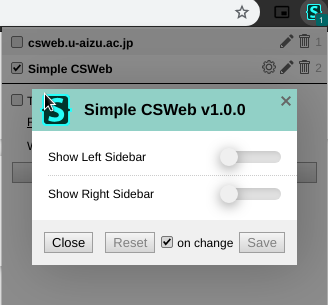 1
csweb.u-aizu.ac.jp
1
Simple CSWeb
2
S
Simple CSWeb v1.0.0
Show Left Sidebar
Show Right Sidebar
Close Reset on change Save